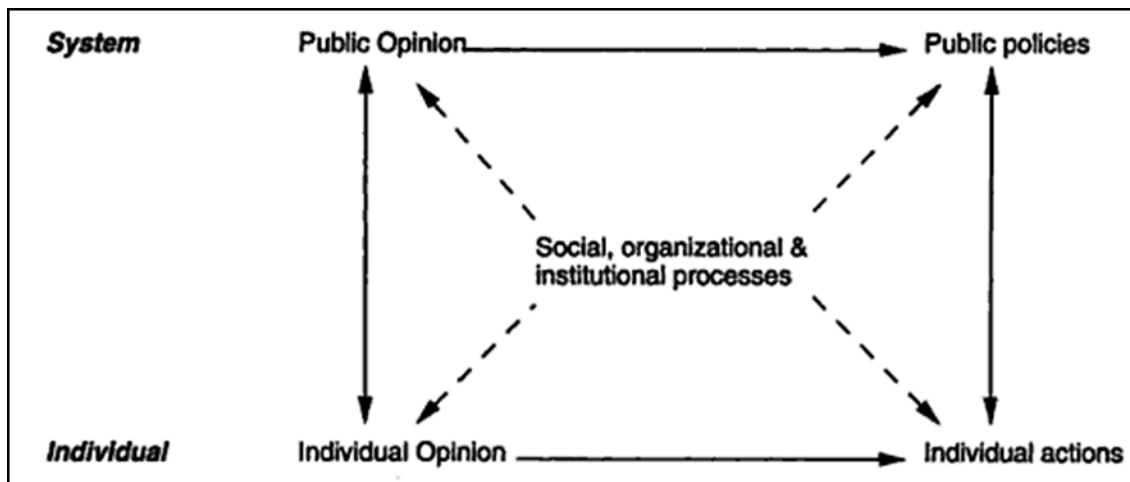 System Public Opinion Public policies
Social, organizational &
institutional processes
Individual Individual Opinion Individual actions